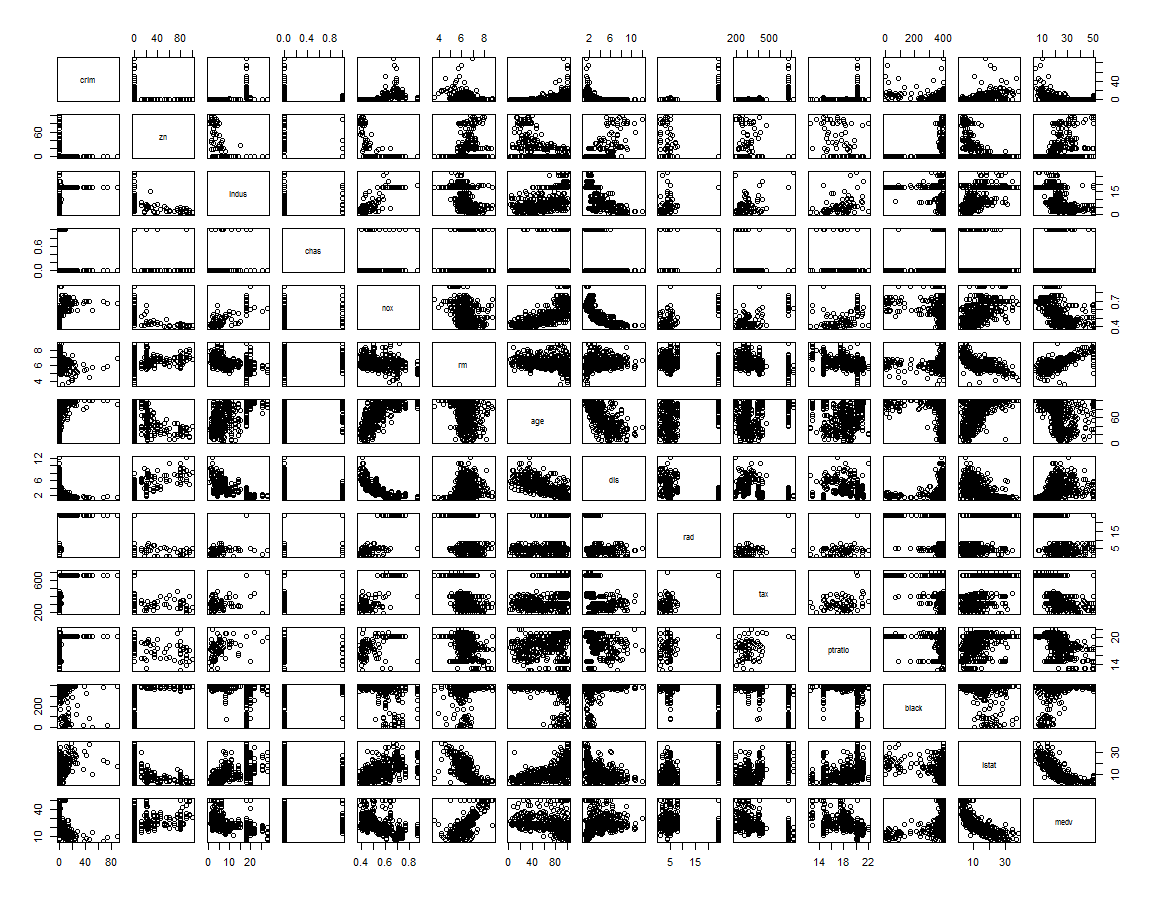 0 40 80 0.0 0.4 0.8 4 6 8 2 6 10 200 500 0 200 400 10 30 50
crim 0 40
0 60 zn
indus 0 15
0.0 0.6 chas
nox 0.4 0.7
4 6 8 rm
age 0 60
2 6 12 dis
rad 5 15
200 600 tax
ptratio 14 20
0 200 black
lstat 10 30
10 40 medv
0 40 80 0 10 20 0.4 0.6 0.8 0 40 80 5 15 14 18 22 10 30